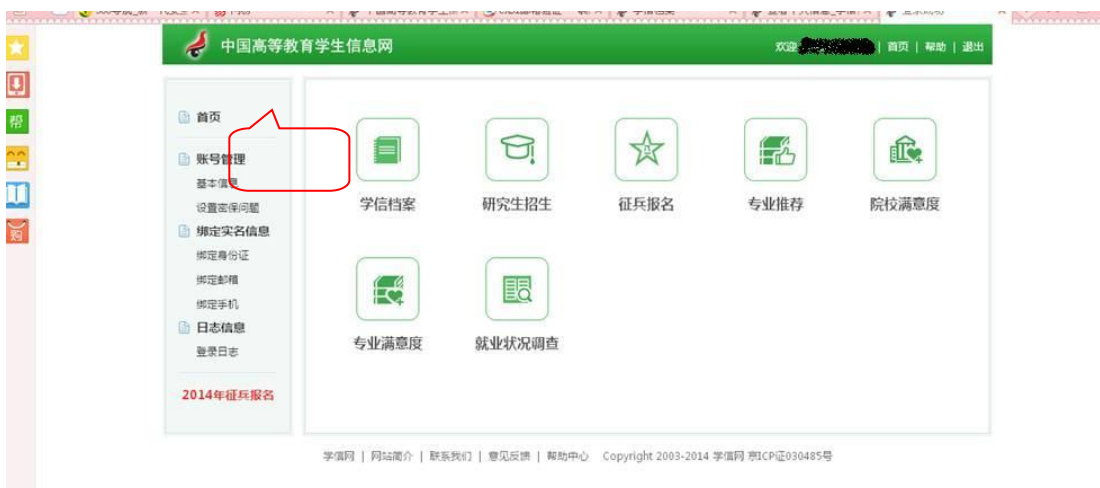 中国高等教育学生信息网
欢迎 | 首页 | 帮助 | 退出
帮
购
首页
账号管理
基本信息
设置密保问题
绑定实名信息
绑定身份证
绑定邮箱
绑定手机
日志信息
登录日志
2014年征兵报名
学信档案
研究生招生
征兵报名
专业推荐
院校满意度
专业满意度
就业状况调查
学信网 | 网站简介 | 联系我们 | 意见反馈 | 帮助中心 Copyright 2003-2014 学信网 京ICP证030485号